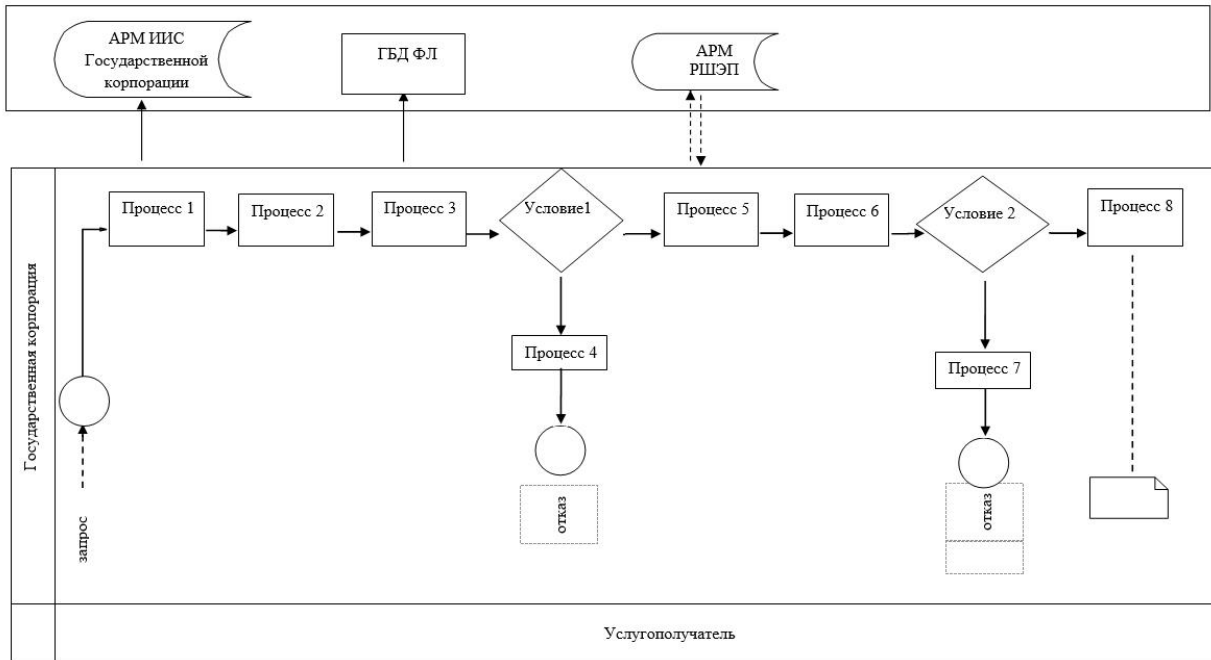 АРМ ИИС
Государственной
корпорации
ГБД ФЛ
АРМ
РШЭП
Государственная корпорация
Процесс 1
Процесс 2
Процесс 3
Условие1
Процесс 5
Процесс 6
Условие 2
Процесс 8
Процесс 4
Процесс 7
запрос
отказ
отказ
Услугополучатель